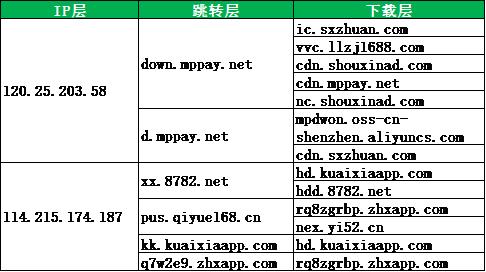 IP层 跳转层 下载层
120.25.203.58
down.mppay.net
ic.sxzhuan.com
vvc.llzj1688.com
cdn.shouxinad.com
cdn.mppay.net
nc.shouxinad.com
d.mppay.net
mpdwon.oss-cn-
shenzhen.aliyuncs.com
cdn.sxzhuan.com
114.215.174.187
xx.8782.net
hd.kuaixiaapp.com
hdd.8782.net
pus.qiyue168.cn
rq8zgrbp.zhxapp.com
nex.yi52.cn
kk.kuaixiaapp.com
hd.kuaixiaapp.com
q7w2e9.zhxapp.com
rq8zgrbp.zhxapp.com